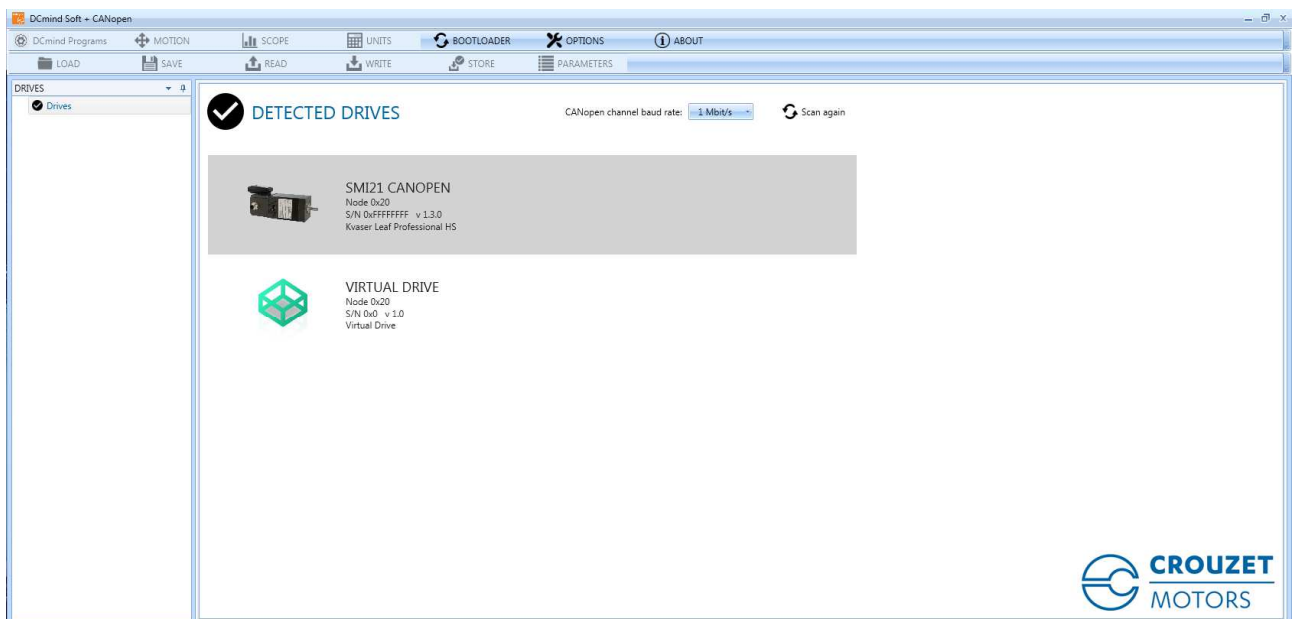 DCmind Soft + CANopen
DCmind Programs MOTION SCOPE UNITS BOOTLOADER OPTIONS ABOUT
LOAD SAVE READ WRITE STORE PARAMETERS
DRIVES
Drives
DETECTED DRIVES CANopen channel baud rate: 1 Mbit/s Scan again
SMI21 CANOPEN
Node 0x20
S/N 0xFFFFFFFF v 1.3.0
Kvaser Leaf Professional HS
VIRTUAL DRIVE
Node 0x20
S/N 0x0 v 1.0
Virtual Drive
CROUZET
MOTORS